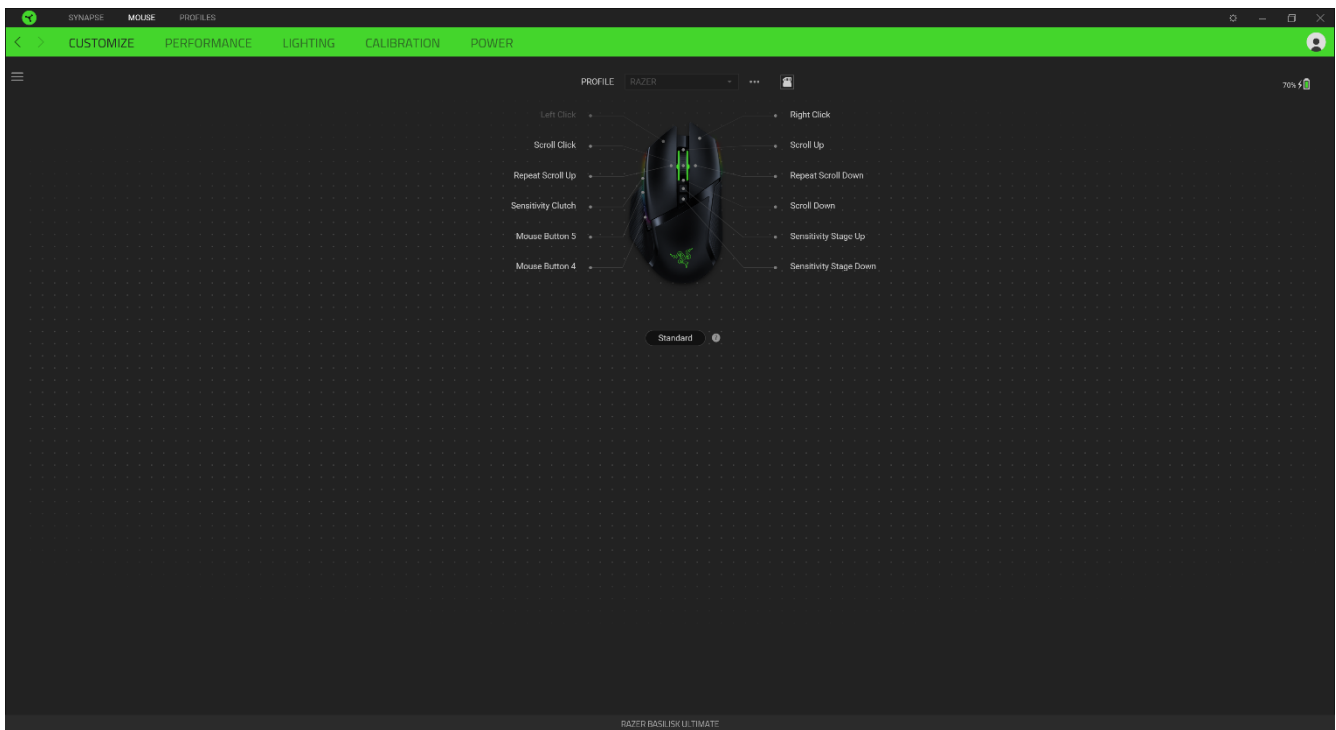 SYNAPSE MOUSE PROFILES
CUSTOMIZE PERFORMANCE LIGHTING CALIBRATION POWER
PROFILE RAZER
70%
Left Click Right Click
Scroll Click Scroll Up
Repeat Scroll Up Repeat Scroll Down
Sensitivity Clutch Scroll Down
Mouse Button 5 Sensitivity Stage Up
Mouse Button 4 Sensitivity Stage Down
Standard
RAZER BASILISK ULTIMATE